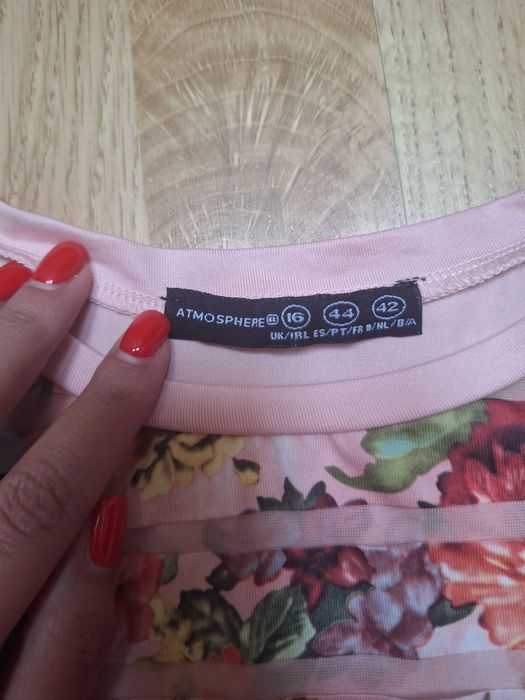 ATMOSPHERE® 16 44 42
UK/IRL ES/PT/FR D/NL/B/A